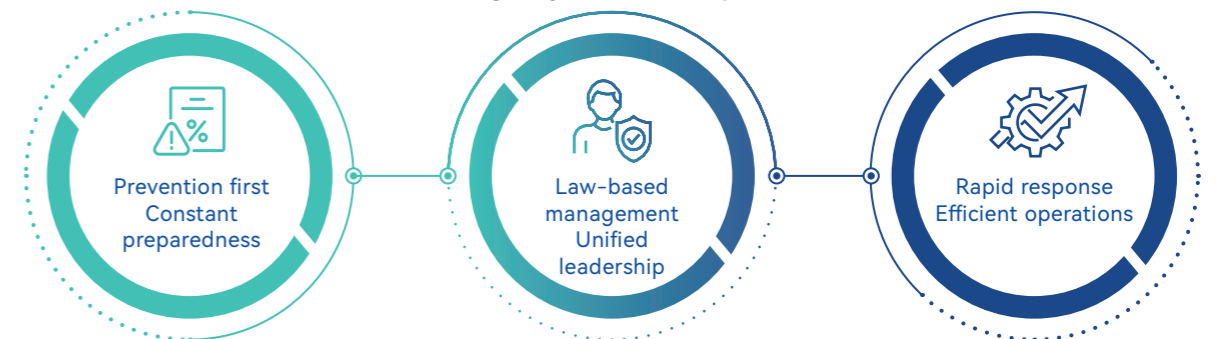 Prevention first
Constant
preparedness
Law-based
management
Unified
leadership
Rapid response
Efficient operations